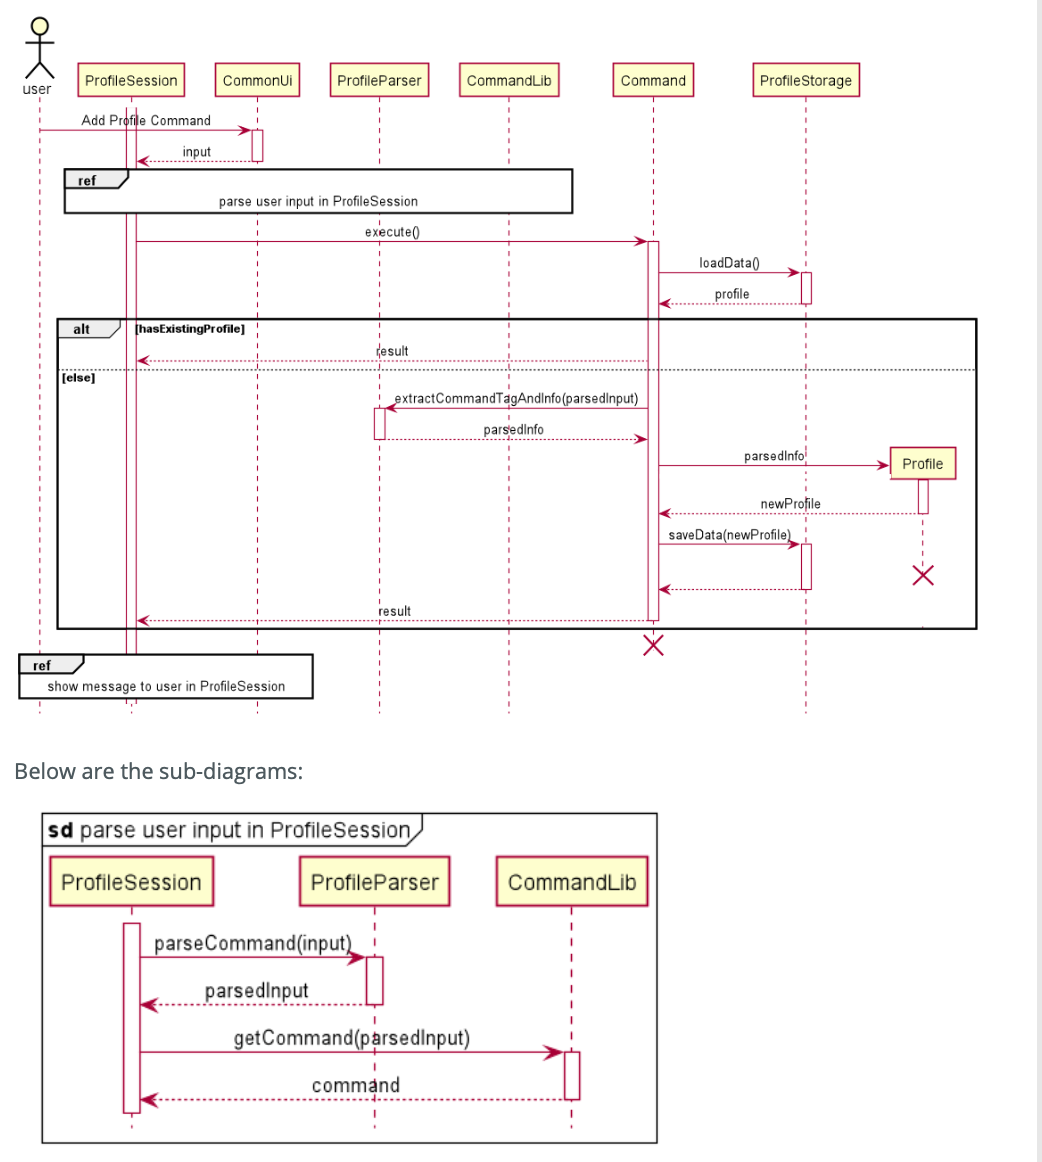 user
ProfileSession
CommonUi
ProfileParser
CommandLib
Command
ProfileStorage
Add Profile Command
input
ref
parse user input in ProfileSession
execute()
loadData()
profile
alt
[hasExistingProfile]
result
[else]
extractCommandTagAndInfo(parsedInput)
parsedInfo
parsedInfo
Profile
newProfile
saveData(newProfile)
result
ref
show message to user in ProfileSession
Below are the sub-diagrams:
sd parse user input in ProfileSession
ProfileSession
ProfileParser
CommandLib
parseCommand(input)
parsedInput
getCommand(parsedInput)
command